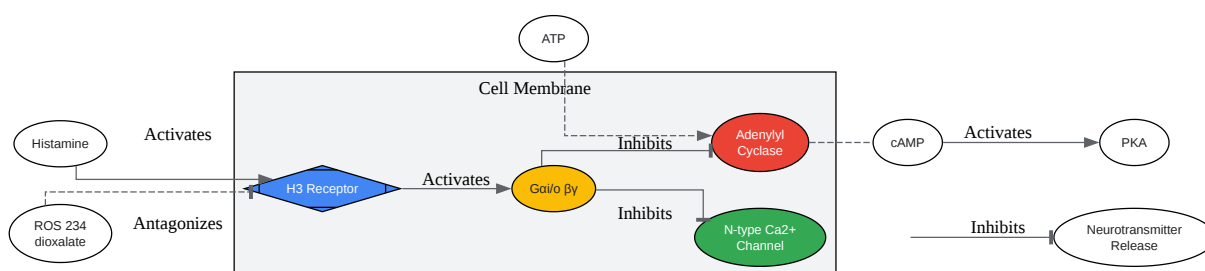 ATP
Cell Membrane
Histamine
Activates
Inhibits
Adenylyl
Cyclase
cAMP
Activates
PKA
H3 Receptor
Activates
Gαi/o βγ
ROS 234
dioxalate
Antagonizes
Inhibits
N-type Ca2+
Channel
Inhibits
Neurotransmitter
Release